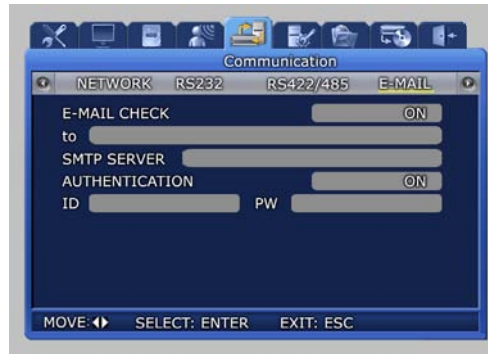 Communication
NETWORK RS232 RS422/485 E-MAIL
E-MAIL CHECK ON
to
SMTP SERVER
AUTHENTICATION ON
ID PW
MOVE: SELECT: ENTER EXIT: ESC